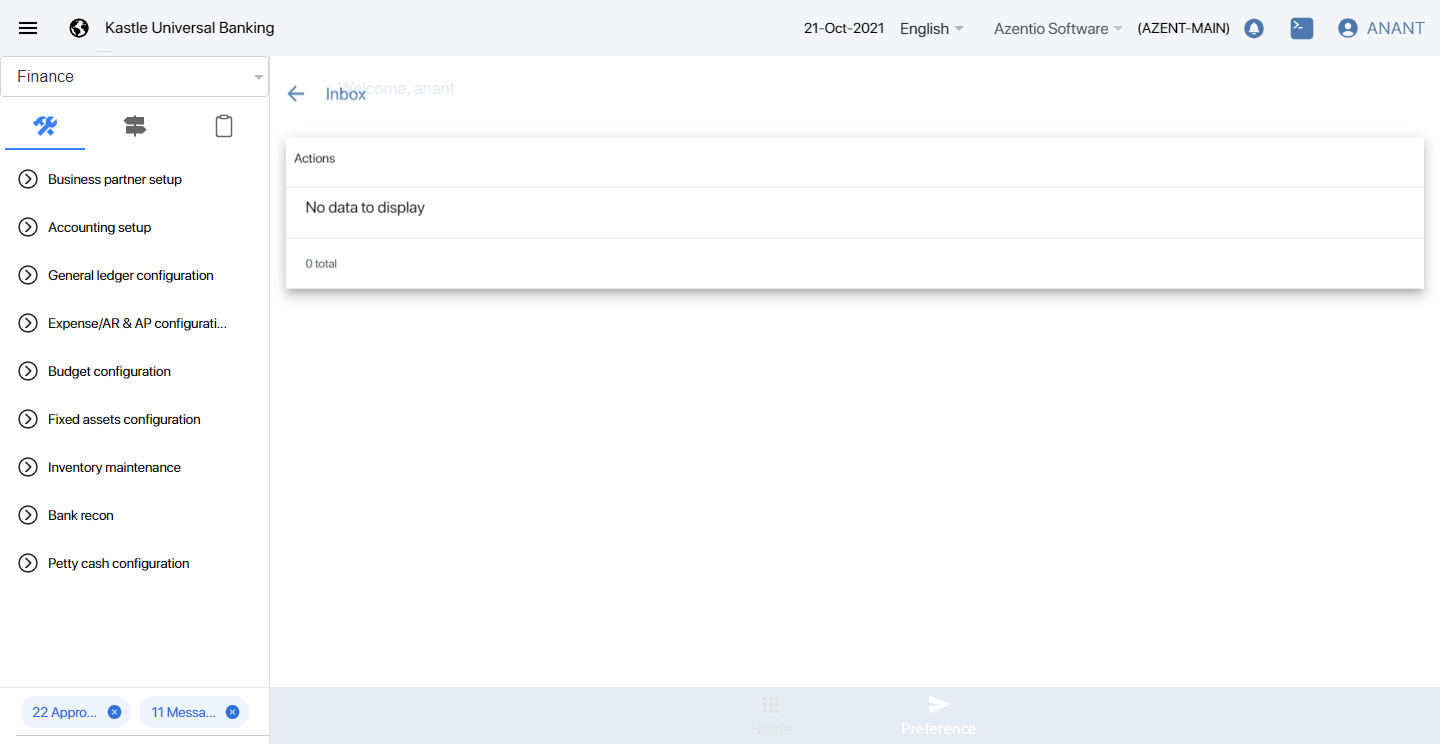 Kastle Universal Banking
21-Oct-2021 English Azentio Software (AZENT-MAIN) ANANT
Finance
Welcome, anant
Inbox
Business partner setup
Accounting setup
General ledger configuration
Expense/AR & AP configurati...
Budget configuration
Fixed assets configuration
Inventory maintenance
Bank recon
Petty cash configuration
Actions
No data to display
0 total
22 Appro...
11 Messa...
Home
Preference